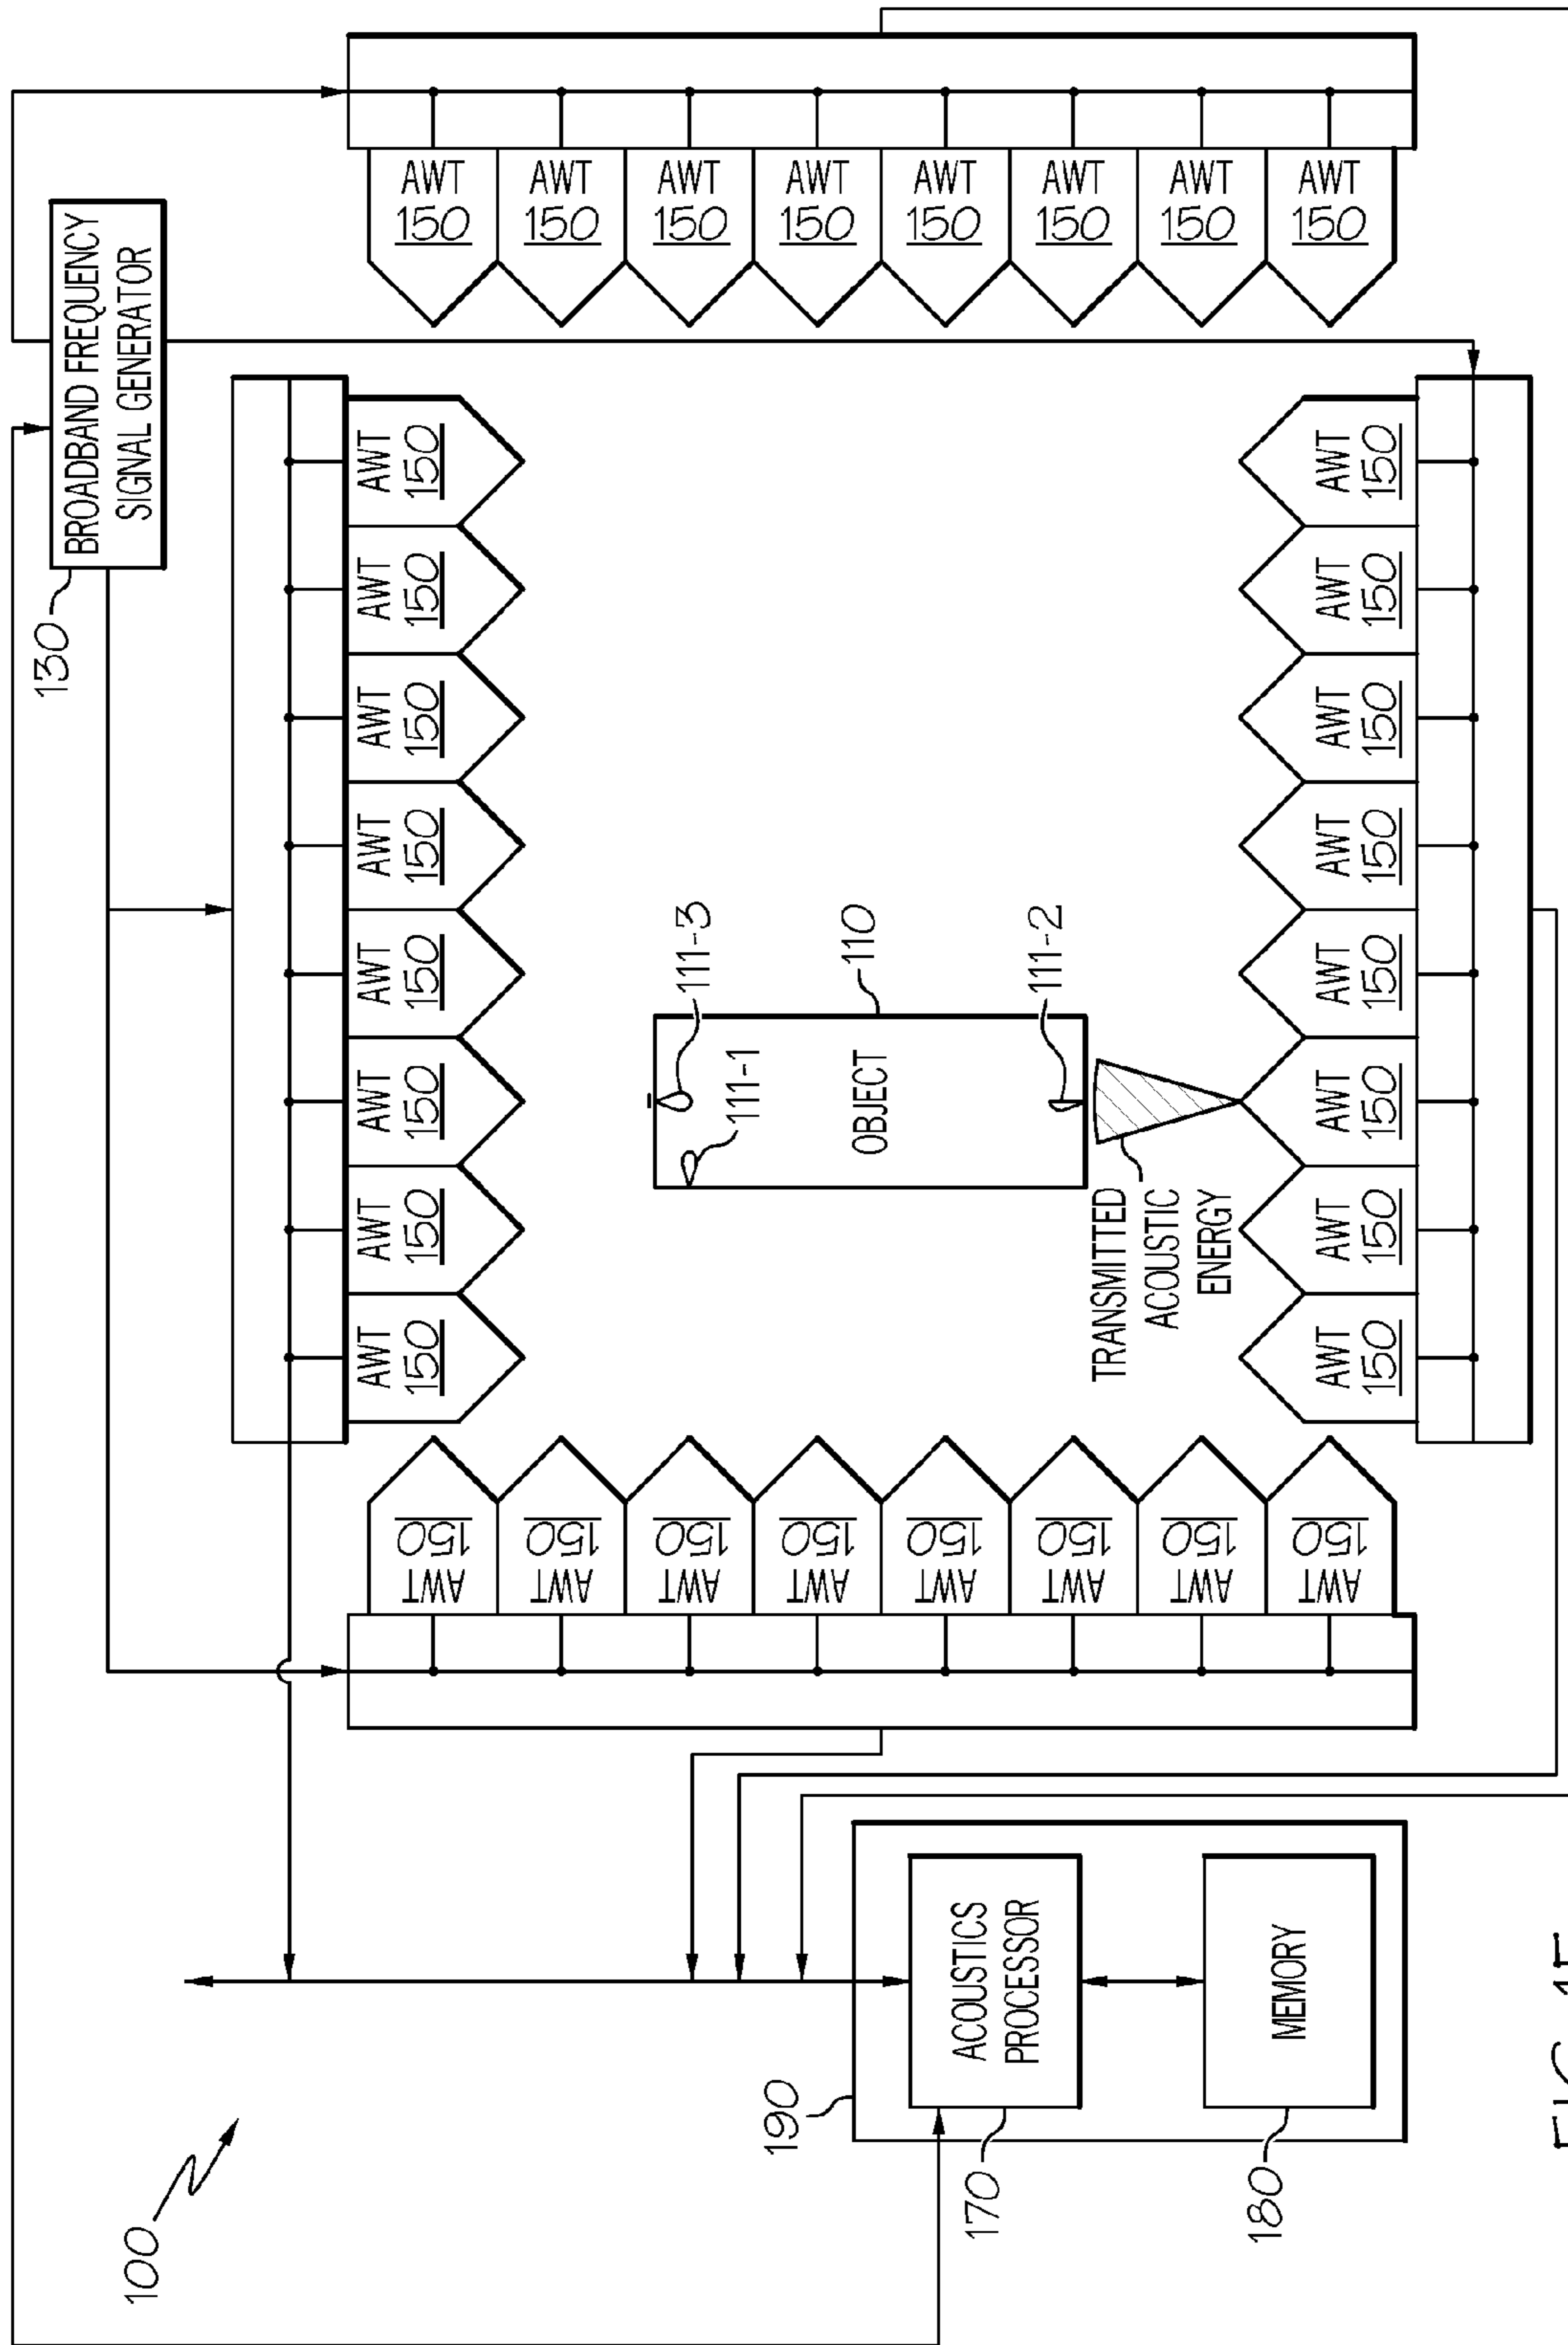 100
130
BROADBAND FREQUENCY
SIGNAL GENERATOR
AWT
150
AWT
150
AWT
150
AWT
150
AWT
150
AWT
150
AWT
150
AWT
150
AWT
150
AWT
150
AWT
150
AWT
150
AWT
150
AWT
150
AWT
150
AWT
150
AWT
150
AWT
150
AWT
150
AWT
150
AWT
150
AWT
150
AWT
150
AWT
150
111-3
111-1
OBJECT
110
111-2
TRANSMITTED
ACOUSTIC
ENERGY
AWT
150
AWT
150
AWT
150
AWT
150
AWT
150
AWT
150
AWT
150
AWT
150
190
ACOUSTICS
PROCESSOR
170
MEMORY
180
FIG.